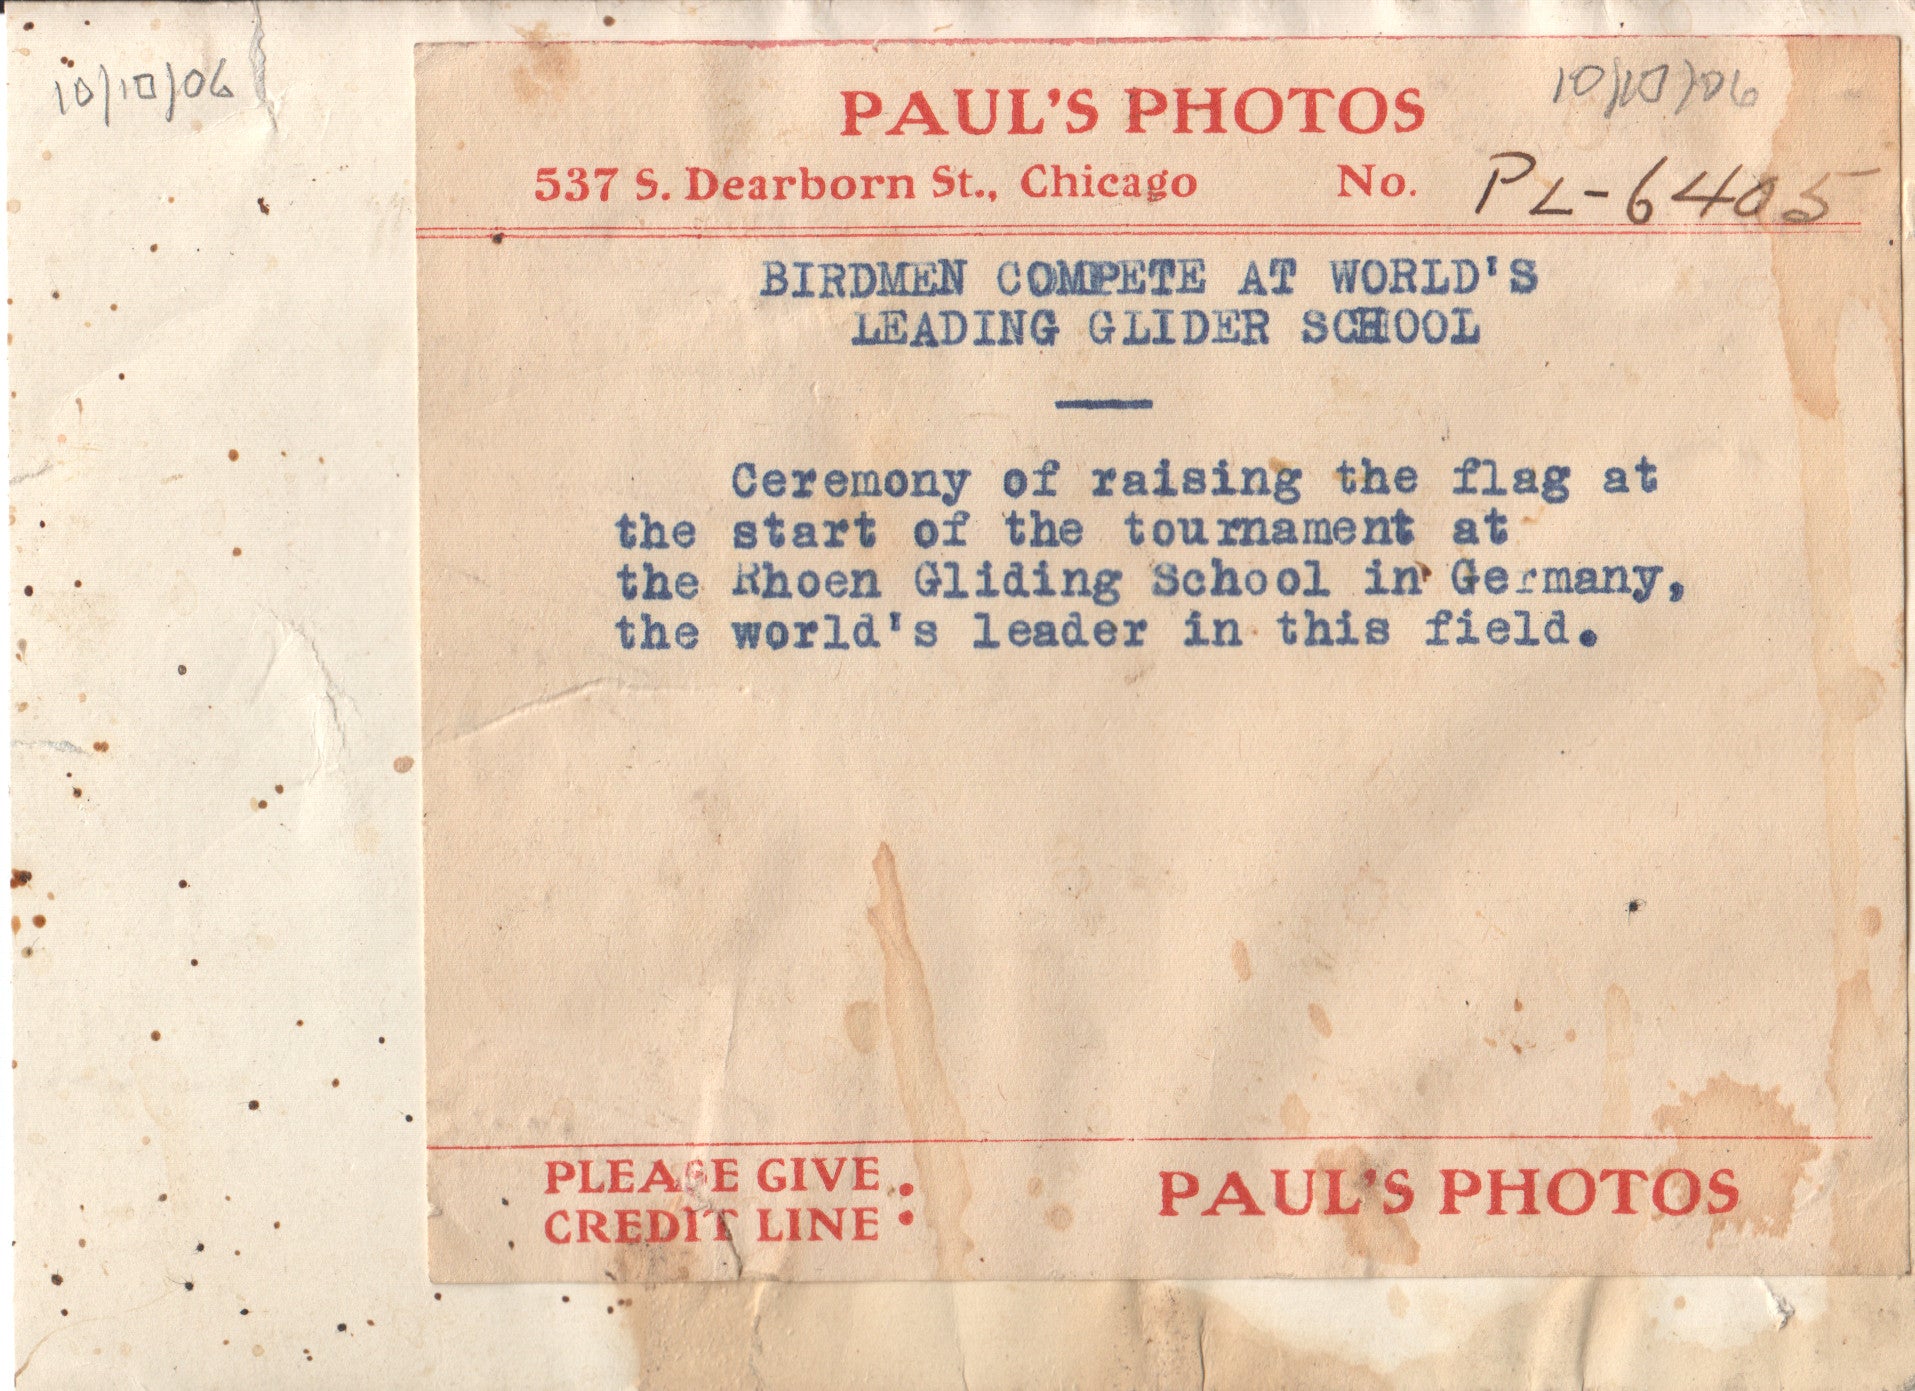 10/10/06
10/10/06
PAUL'S PHOTOS
537 S. Dearborn St., Chicago No. PL-6405
BIRDMEN COMPETE AT WORLD'S
LEADING GLIDER SCHOOL
Ceremony of raising the flag at
the start of the tournament at
the Rhoen Gliding School in Germany,
the world's leader in this field.
PLEASE GIVE
CREDIT LINE : PAUL'S PHOTOS